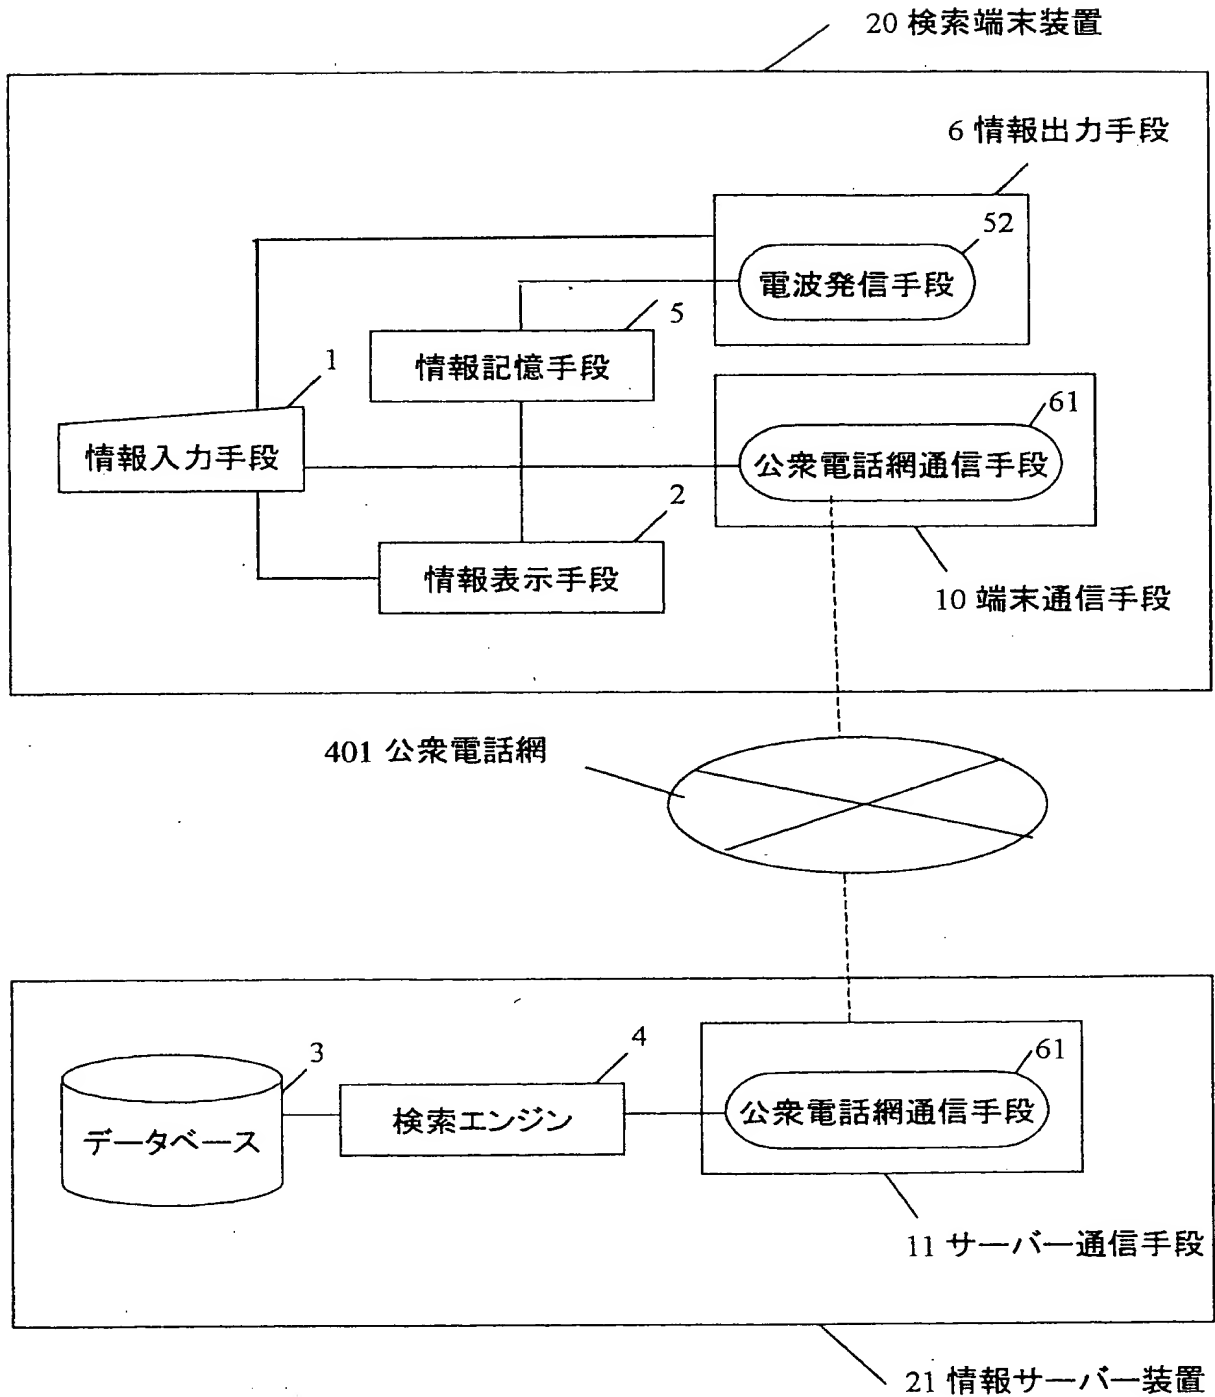 20 検索端末装置
6 情報出力手段
52
電波発信手段
5
情報記憶手段
1
情報入力手段
61
公衆電話網通信手段
2
情報表示手段
10 端末通信手段
401 公衆電話網
3
データベース
4
検索エンジン
61
公衆電話網通信手段
11 サーバー通信手段
21 情報サーバー装置